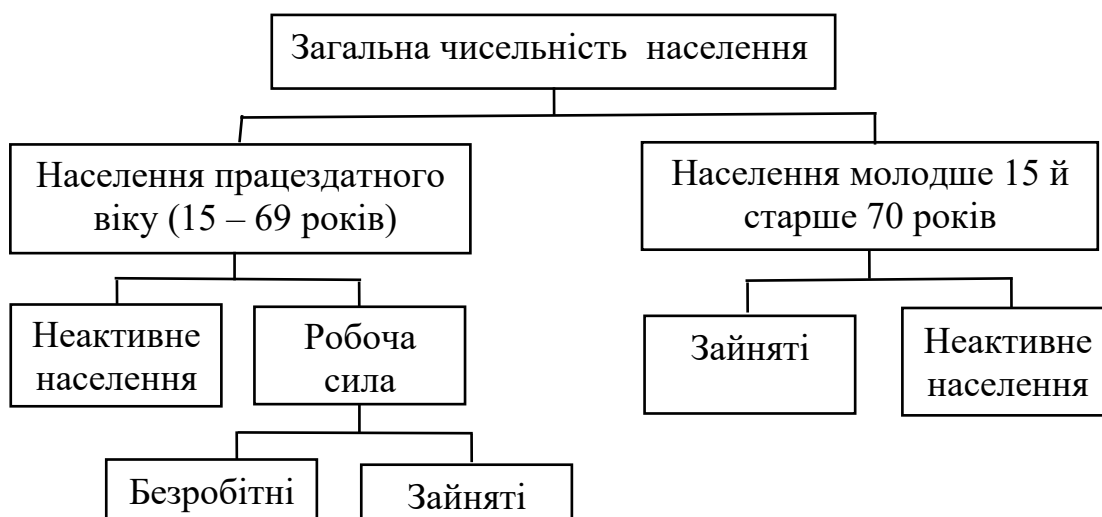 Загальна чисельність населення
Населення працездатного
віку (15 – 69 років)
Населення молодше 15 й
старше 70 років
Неактивне
населення
Робоча
сила
Зайняті
Неактивне
населення
Безробітні
Зайняті